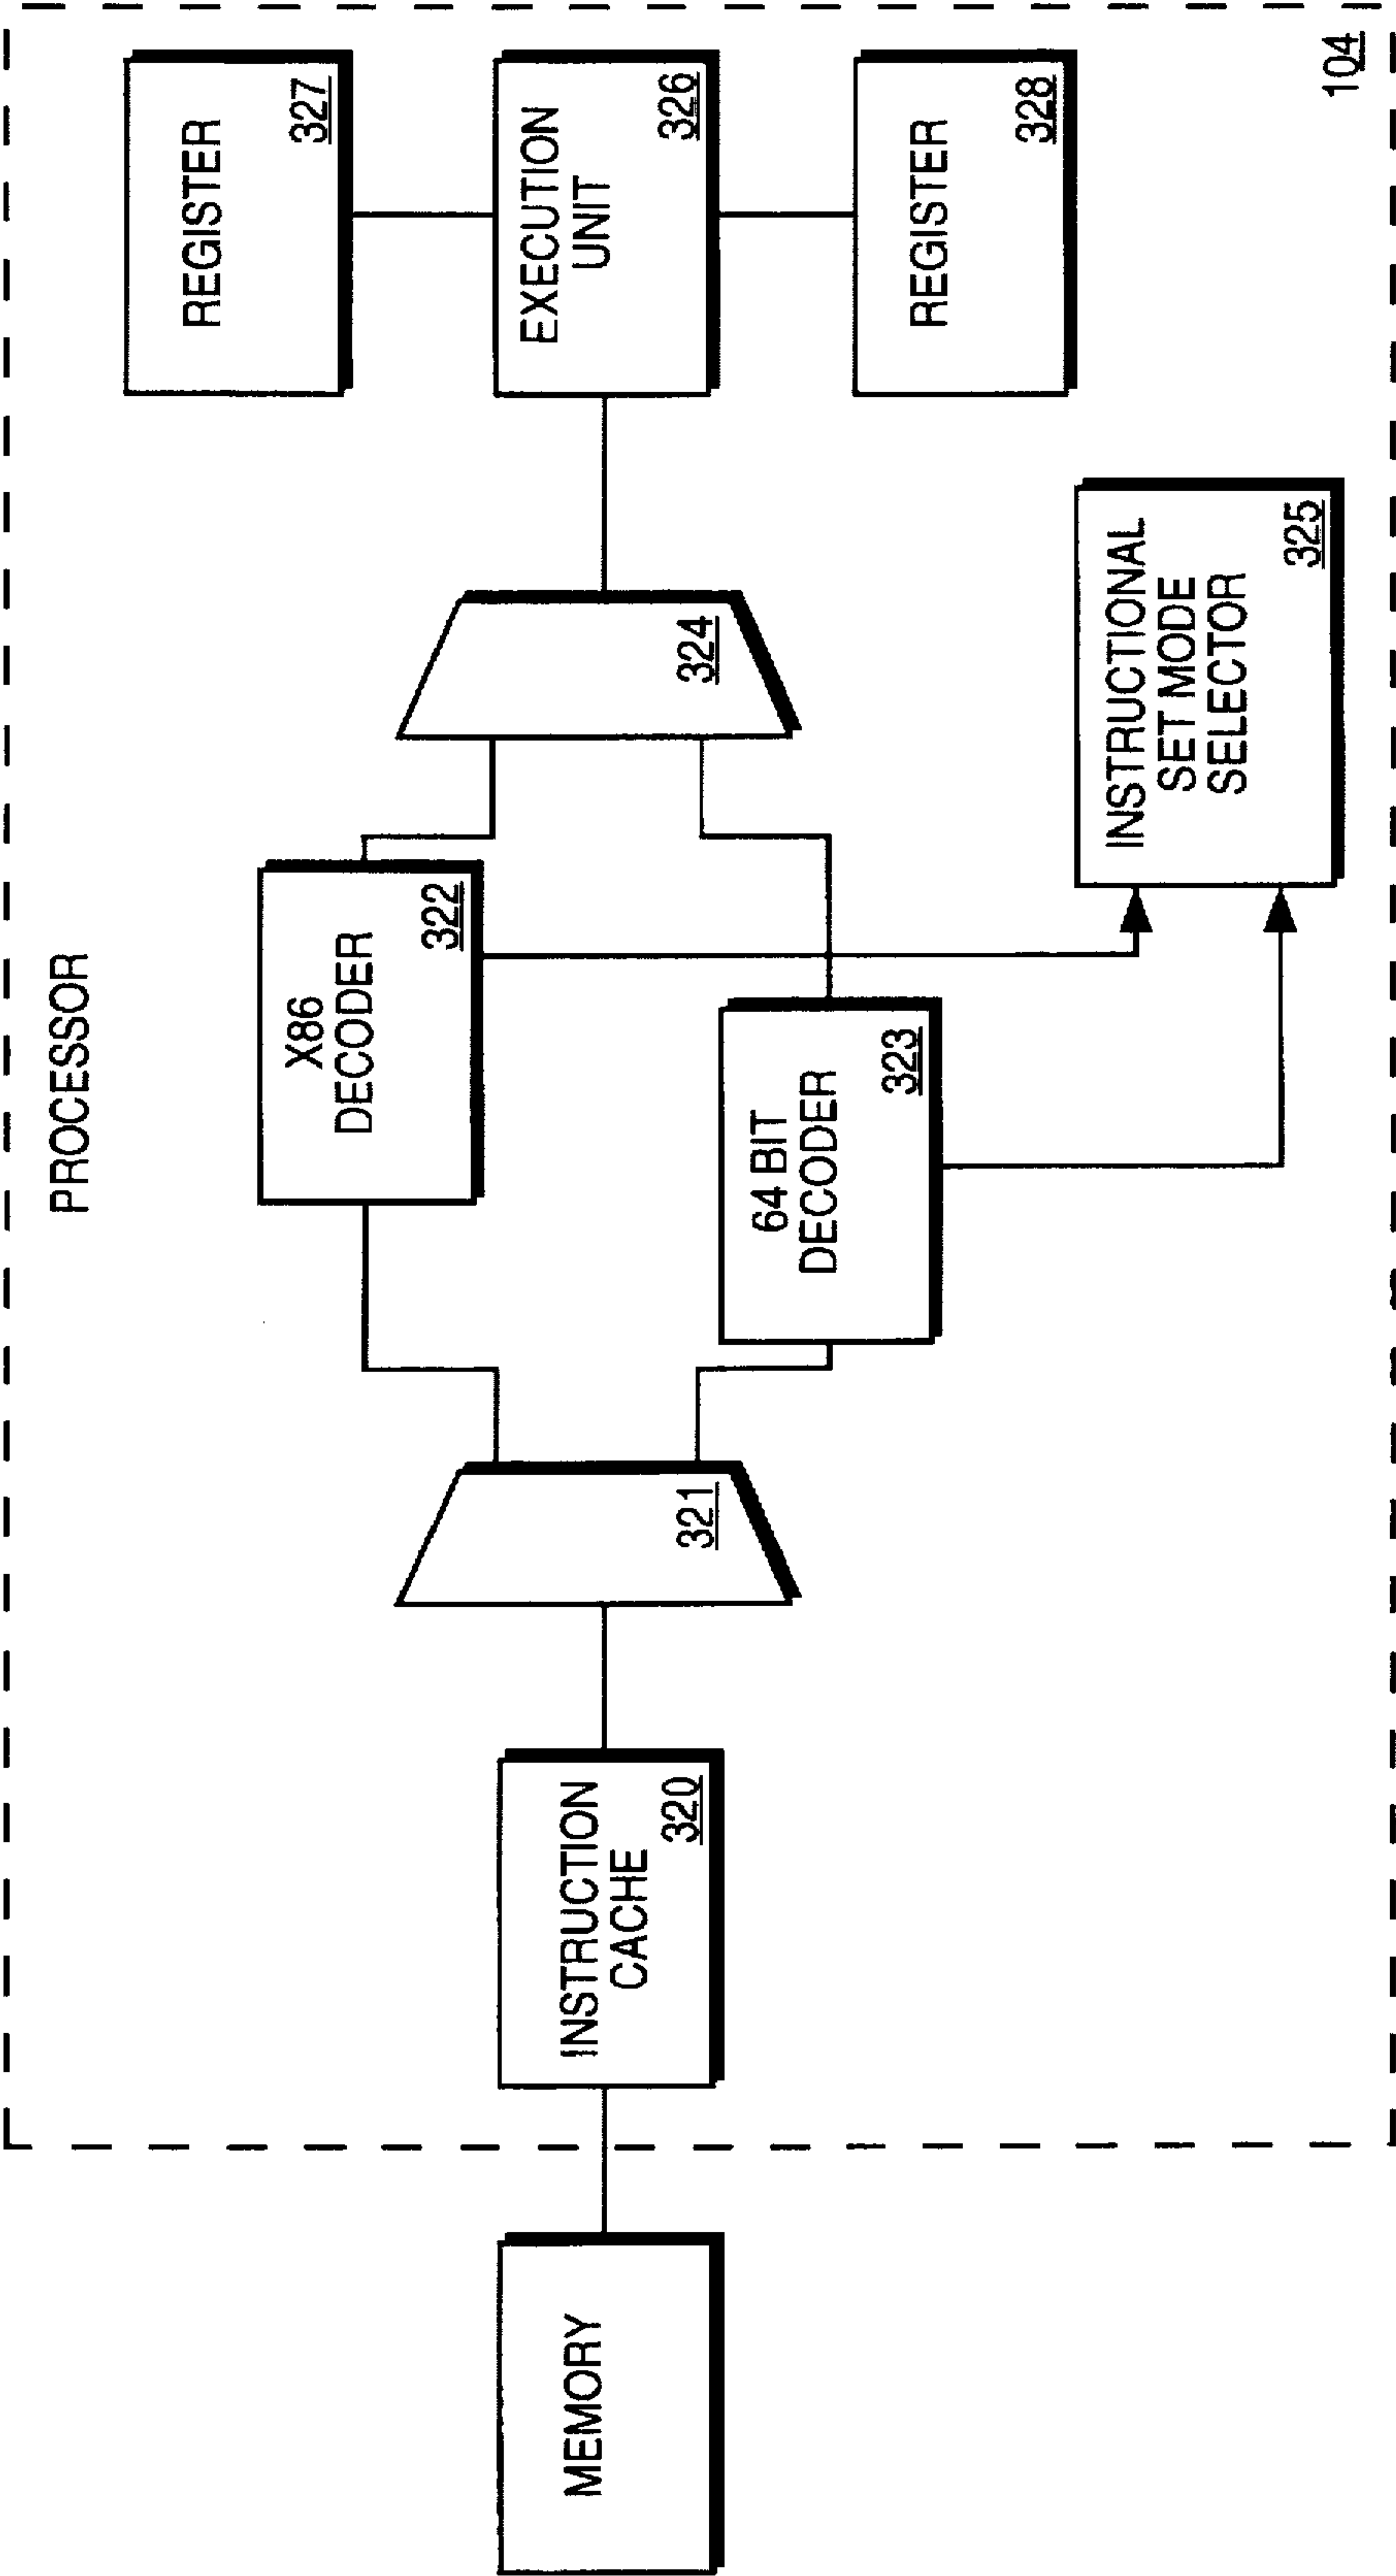 PROCESSOR
MEMORY
INSTRUCTION
CACHE
320
321
X86
DECODER
322
64 BIT
DECODER
323
324
INSTRUCTIONAL
SET MODE
SELECTOR
325
REGISTER
327
EXECUTION
UNIT
326
REGISTER
328
104